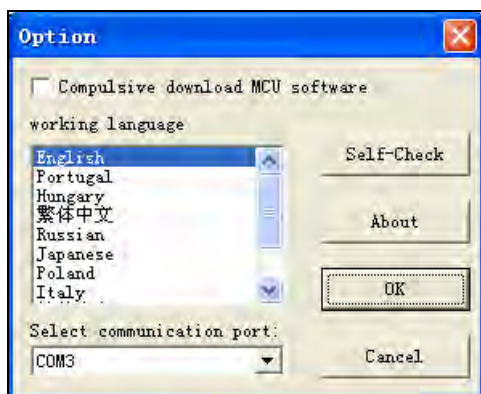 Option
Compulsive download MCU software
working language
English
Portugal
Hungary
繁体中文
Russian
Japanese
Poland
Italy
Self-Check
About
OK
Cancel
Select communication port:
COM3